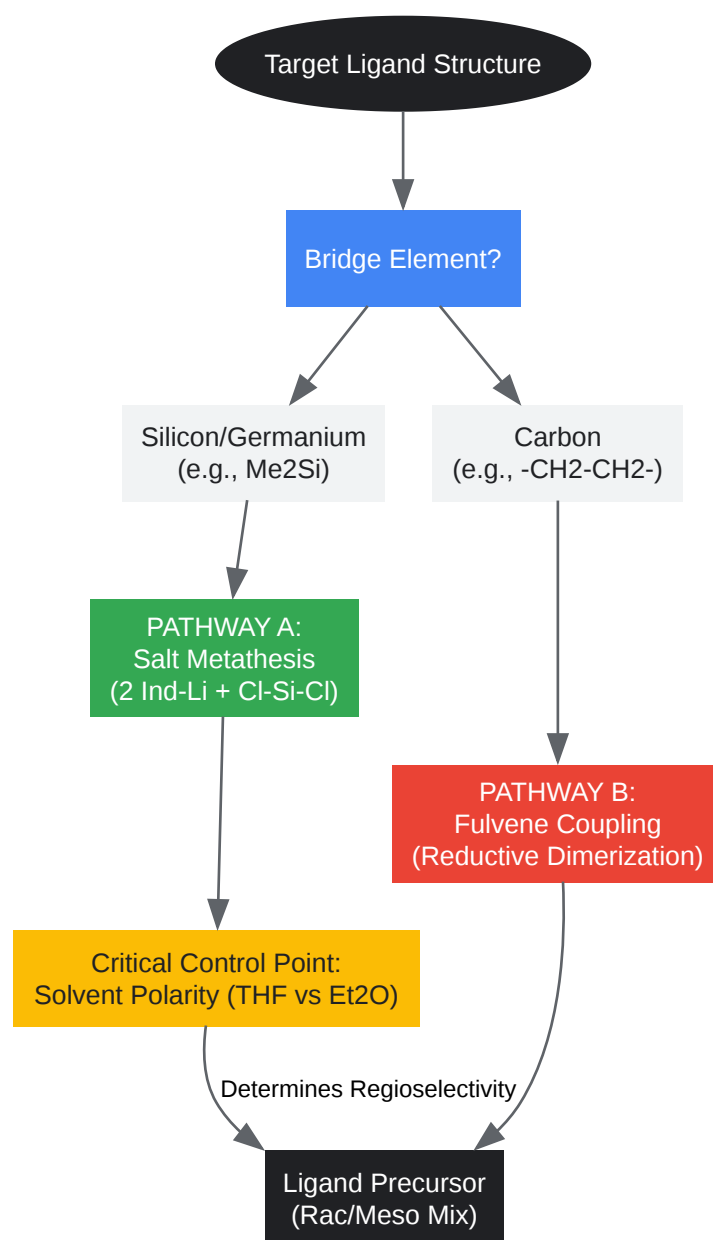 Target Ligand Structure
Bridge Element?
Silicon/Germanium
(e.g., Me2Si)
Carbon
(e.g., -CH2-CH2-)
PATHWAY A:
Salt Metathesis
(2 Ind-Li + Cl-Si-Cl)
PATHWAY B:
Fulvene Coupling
(Reductive Dimerization)
Critical Control Point:
Solvent Polarity (THF vs Et2O)
Determines Regioselectivity
Ligand Precursor
(Rac/Meso Mix)